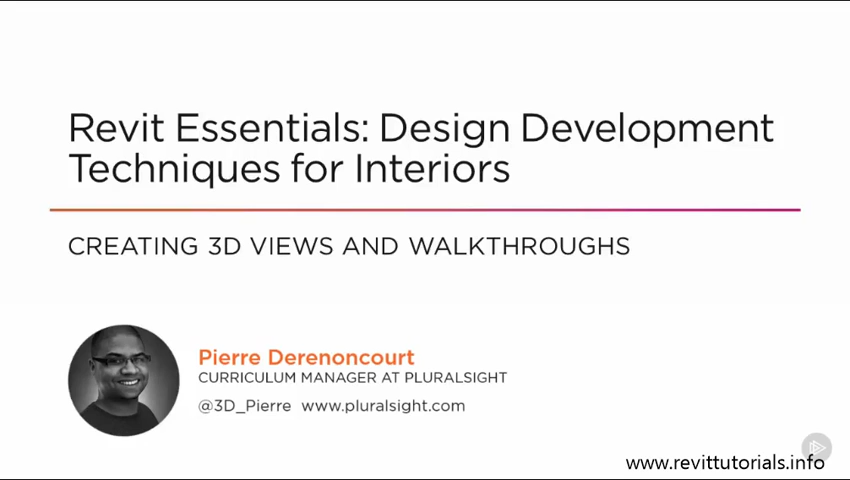 Revit Essentials: Design Development
Techniques for Interiors
CREATING 3D VIEWS AND WALKTHROUGHS
Pierre Derenoncourt
CURRICULUM MANAGER AT PLURALSIGHT
@3D_Pierre www.pluralsight.com
www.revittutorials.info